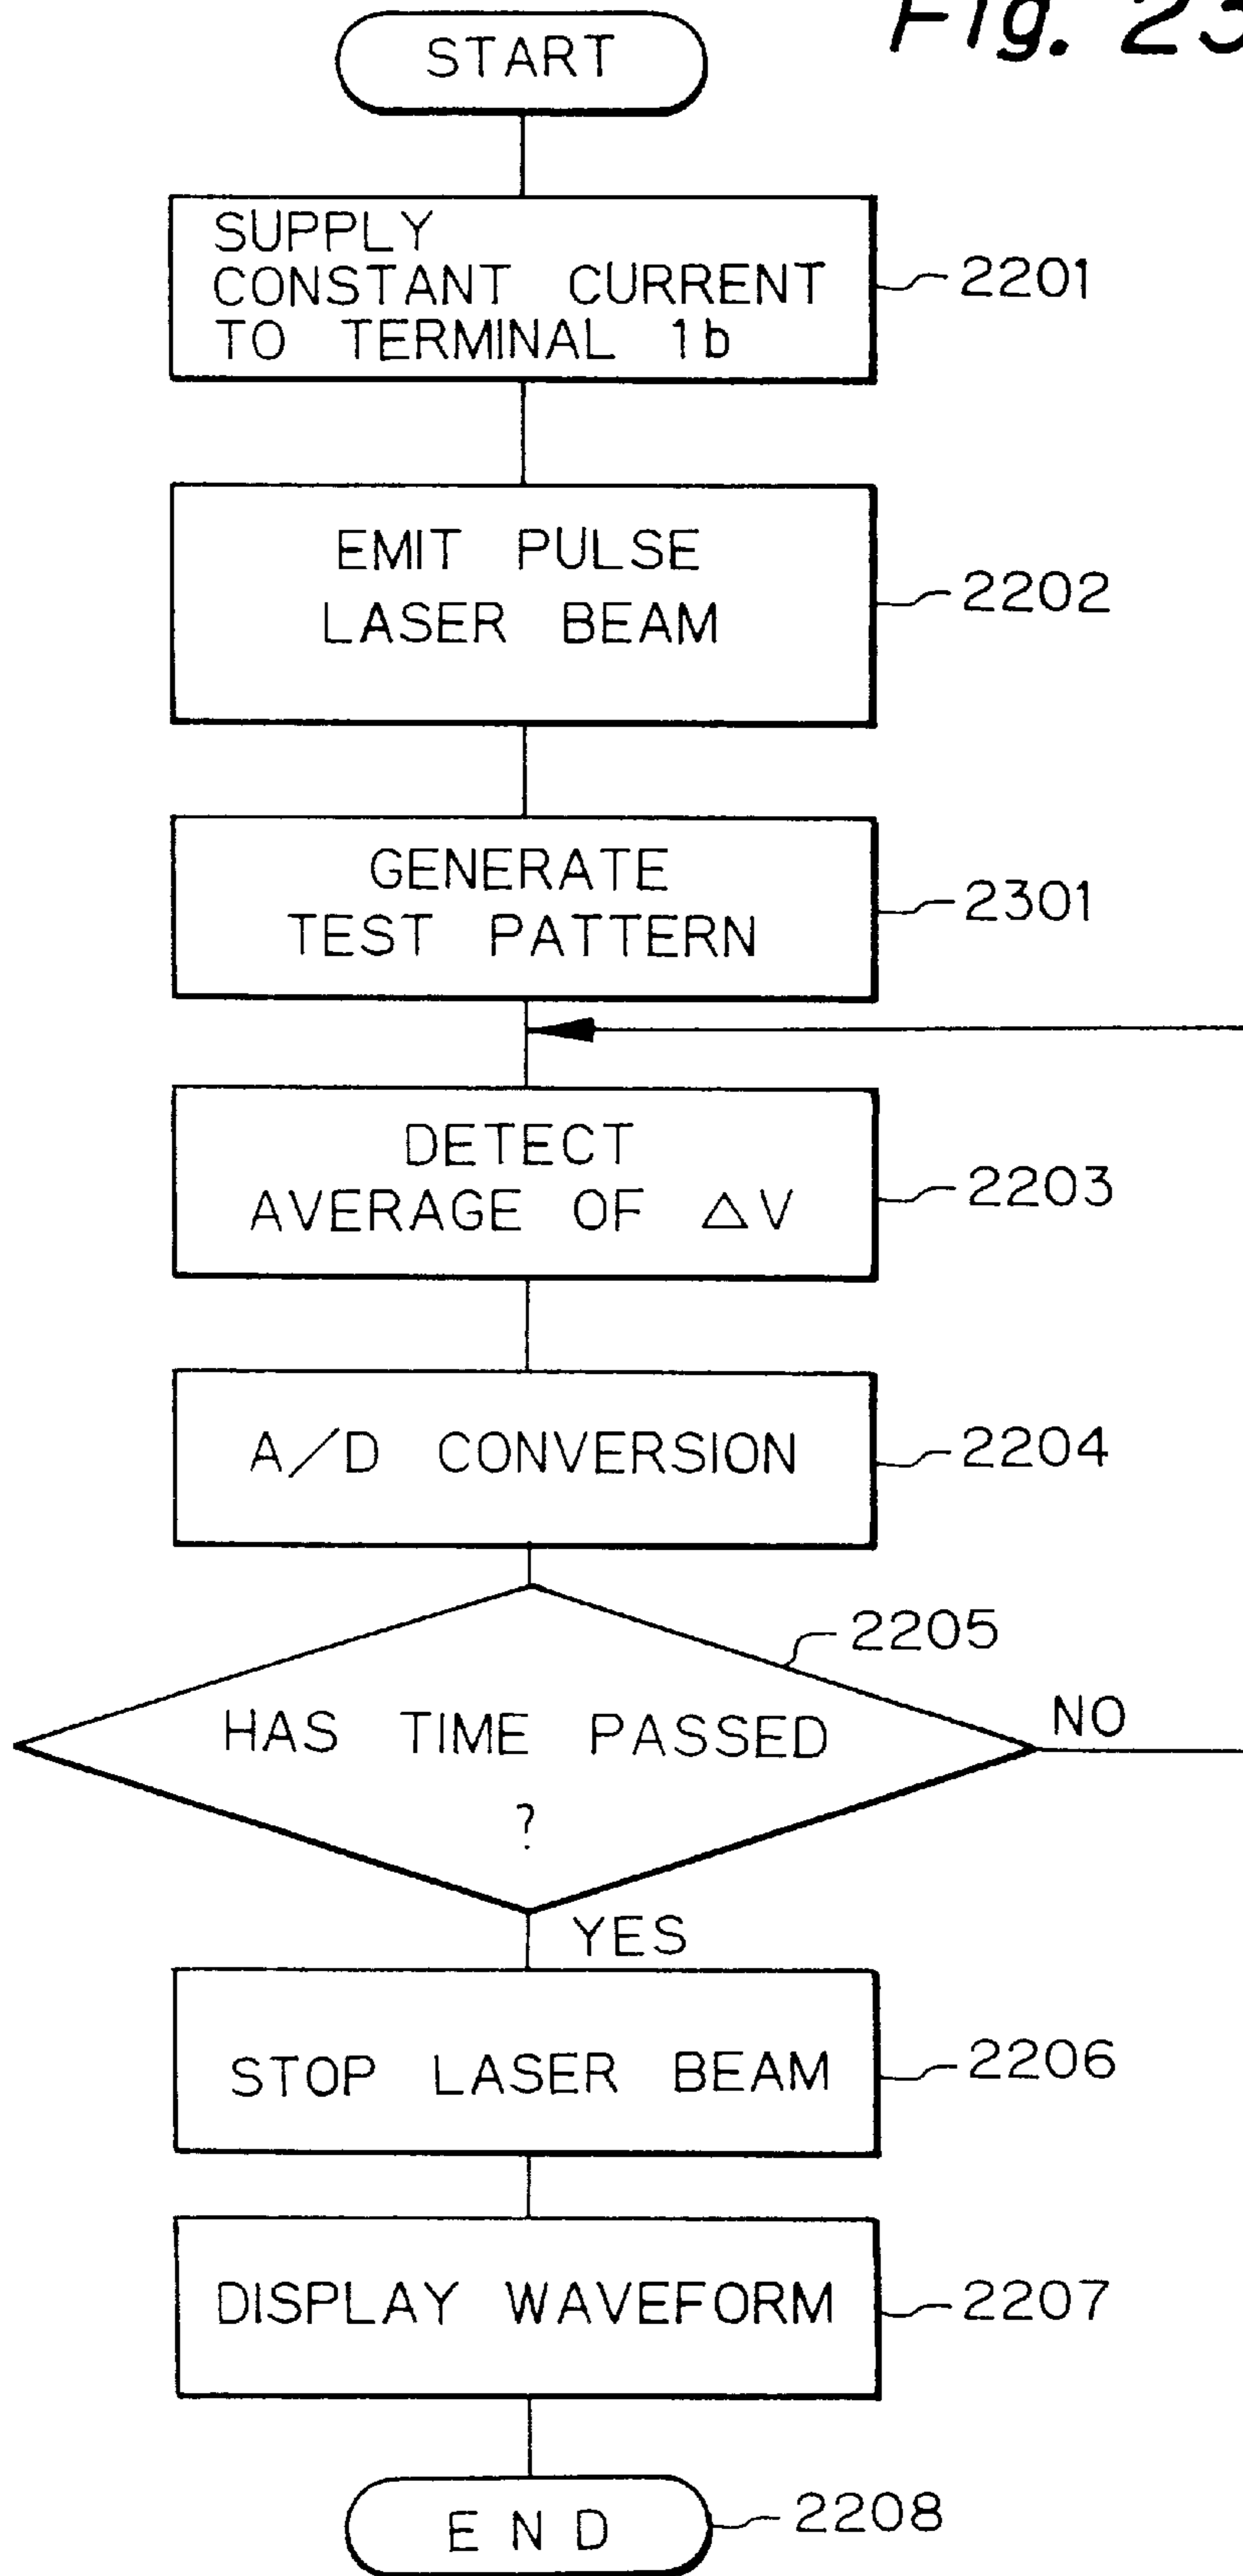 Fig. 23
START
SUPPLY
CONSTANT CURRENT
TO TERMINAL 1b
2201
EMIT PULSE
LASER BEAM
2202
GENERATE
TEST PATTERN
2301
DETECT
AVERAGE OF △V
2203
A/D CONVERSION
2204
2205
HAS TIME PASSED
?
NO
YES
STOP LASER BEAM
2206
DISPLAY WAVEFORM
2207
END
2208